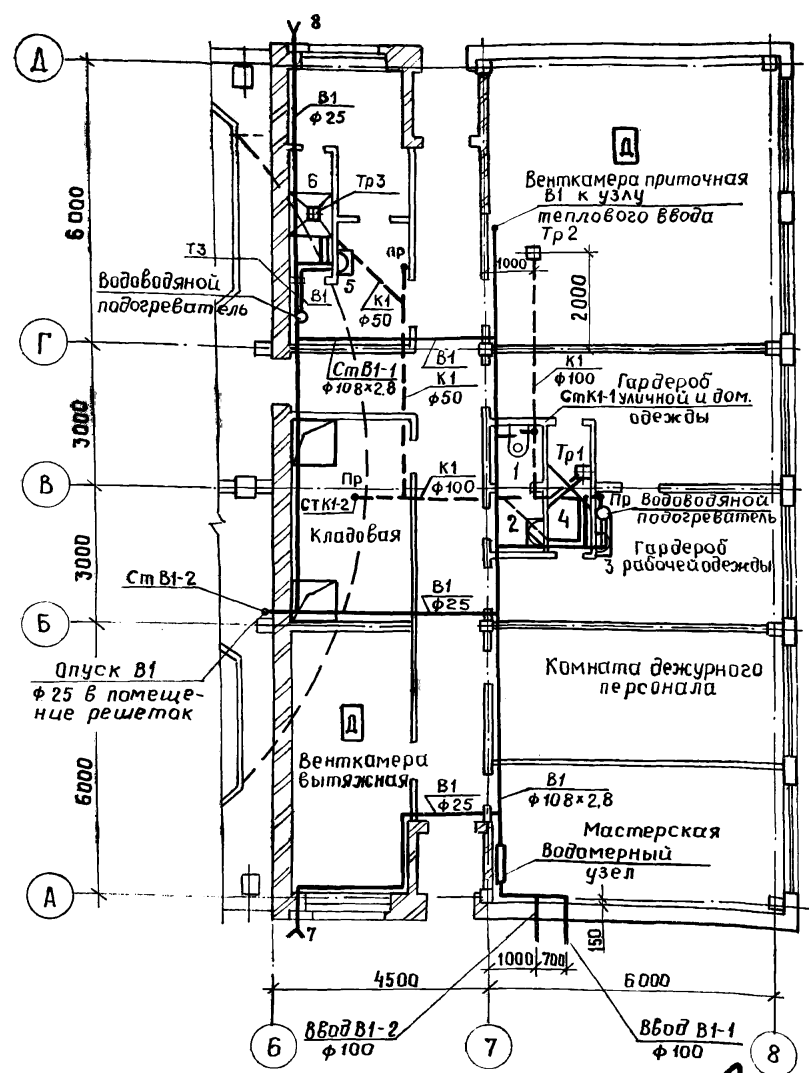 8
Д
В1
ф25
6
Тр3
Д
Венткамера приточная
В1 к узлу
теплового ввода
Тр2
6000
Т3
Водоводяной
подогреватель
В1
5
пр
К1
ф50
1000
2000
Г
СтВ1-1
ф108×2,8
В1
К1
ф50
К1
ф100
Гардероб
СтК1-1 уличной и дом.
одежды
3000
В
Пр
СТК1-2
К1
ф100
Кладовая
1
Тр1
2
4
Пр
Водоводяной
подогреватель
Гардероб
3 рабочей одежды
3000
Ст В1-2
В1
ф25
Б
Опуск В1
ф25 в помеще-
ние решеток
Комната дежурного
персонала
Д
Венткамера
вытяжная
6000
В1
ф25
В1
ф108×2,8
Мастерская
Водомерный
узел
А
7
150
1000
700
4500
6000
6
Ввод В1-2
ф100
7
Ввод В1-1
ф100
8